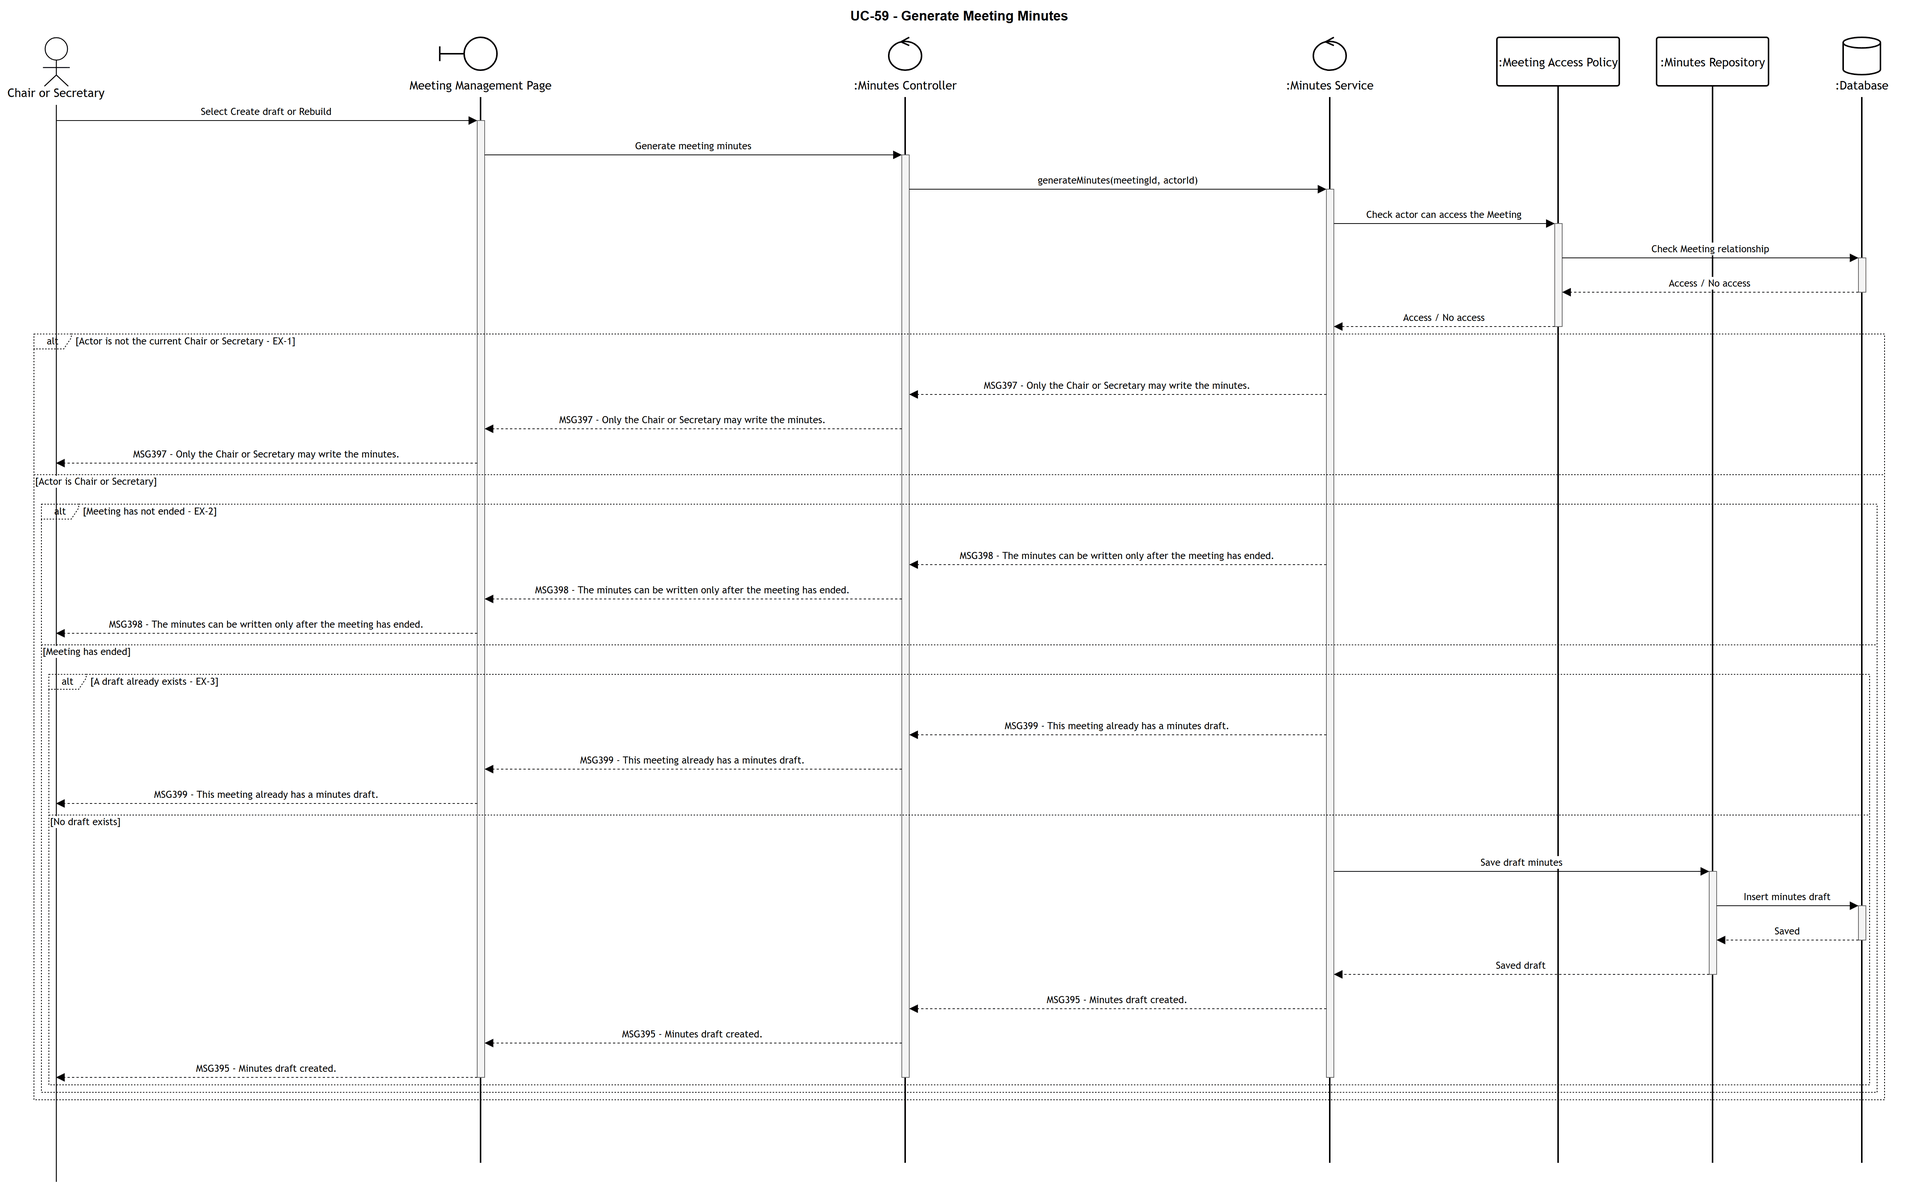 UC-59 - Generate Meeting Minutes
Chair or Secretary
Meeting Management Page
:Minutes Controller
:Minutes Service
:Meeting Access Policy
:Minutes Repository
:Database
Select Create draft or Rebuild
Generate meeting minutes
generateMinutes(meetingId, actorId)
Check actor can access the Meeting
Check Meeting relationship
Access / No access
Access / No access
alt [Actor is not the current Chair or Secretary - EX-1]
MSG397 - Only the Chair or Secretary may write the minutes.
MSG397 - Only the Chair or Secretary may write the minutes.
MSG397 - Only the Chair or Secretary may write the minutes.
[Actor is Chair or Secretary]
alt [Meeting has not ended - EX-2]
MSG398 - The minutes can be written only after the meeting has ended.
MSG398 - The minutes can be written only after the meeting has ended.
MSG398 - The minutes can be written only after the meeting has ended.
[Meeting has ended]
alt [A draft already exists - EX-3]
MSG399 - This meeting already has a minutes draft.
MSG399 - This meeting already has a minutes draft.
MSG399 - This meeting already has a minutes draft.
[No draft exists]
Save draft minutes
Insert minutes draft
Saved
Saved draft
MSG395 - Minutes draft created.
MSG395 - Minutes draft created.
MSG395 - Minutes draft created.